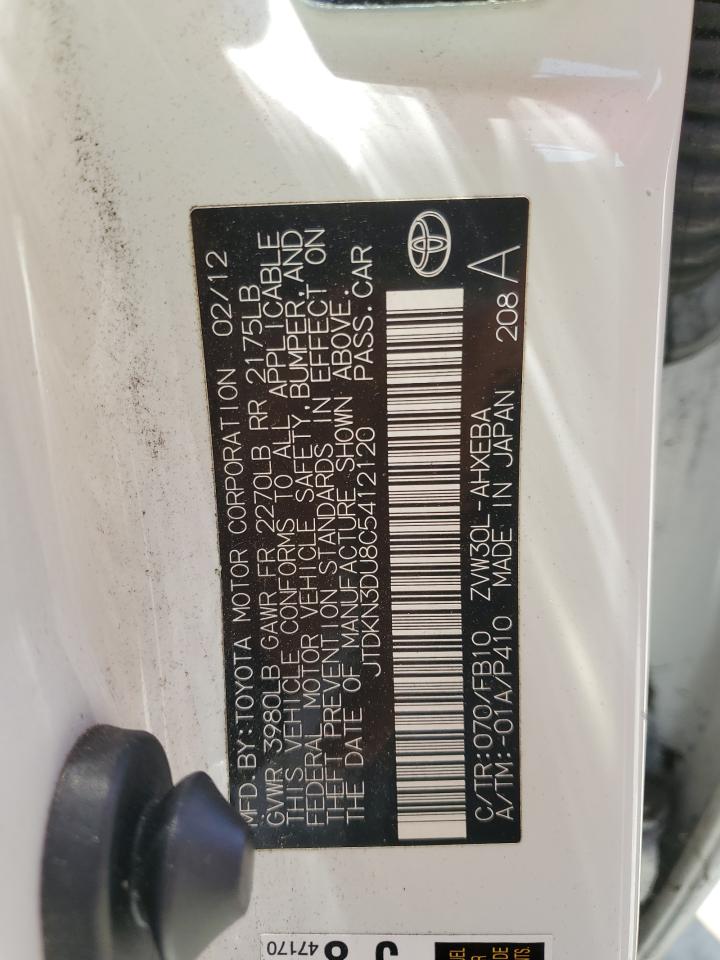 MFD.BY:TOYOTA MOTOR CORPORATION 02/12
GVWR 3980LB GAWR FR 2270LB RR 2175LB
THIS VEHICLE CONFORMS TO ALL APPLICABLE
FEDERAL MOTOR VEHICLE SAFETY,BUMPER,AND
THEFT PREVENTION STANDARDS IN EFFECT ON
THE DATE OF MANUFACTURE SHOWN ABOVE.
JTDKN3DU8C5412120 PASS.CAR
C/TR:070/FB10 ZVW30L-AHXEBA 208
A/TM:-01A/P410 MADE IN JAPAN A
47170